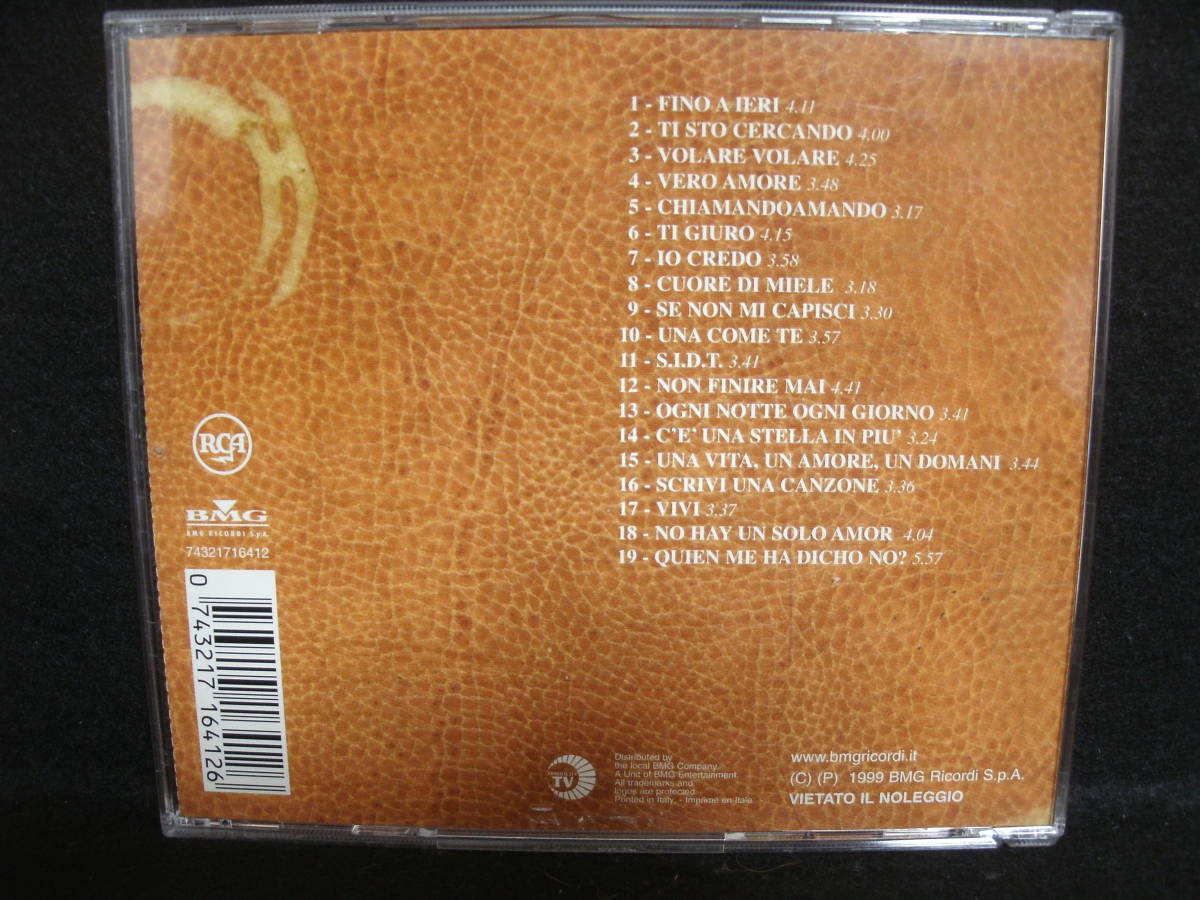 1 - FINO A IERI 4.11
2 - TI STO CERCANDO 4.00
3 - VOLARE VOLARE 4.25
4 - VERO AMORE 3.48
5 - CHIAMANDOAMANDO 3.17
6 - TI GIURO 4.15
7 - IO CREDO 3.58
8 - CUORE DI MIELE 3.18
9 - SE NON MI CAPISCI 3.30
10 - UNA COME TE 3.57
11 - S.I.D.T. 3.41
12 - NON FINIRE MAI 4.41
13 - OGNI NOTTE OGNI GIORNO 3.41
14 - C'E' UNA STELLA IN PIU' 3.24
15 - UNA VITA, UN AMORE, UN DOMANI 3.44
16 - SCRIVI UNA CANZONE 3.36
17 - VIVI 3.37
18 - NO HAY UN SOLO AMOR 4.04
19 - QUIEN ME HA DICHO NO? 5.57
RCA
BMG
BMG RICORDI S.p.A.
74321716412
0 743217 164126
TV
Distributed by
the local BMG Company.
A Unit of BMG Entertainment
All trademarks and
logos are protected
Printed in Italy. - Imprimé en Italie
www.bmgricordi.it
(C) (P) 1999 BMG Ricordi S.p.A.
VIETATO IL NOLEGGIO